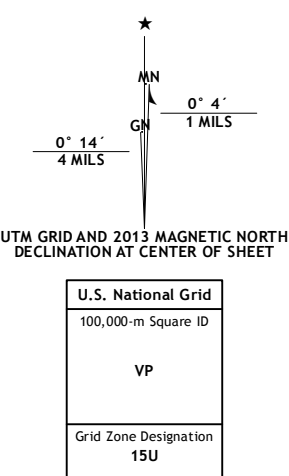 ★
MN
0° 4´
1 MILS
GN
0° 14´
4 MILS
UTM GRID AND 2013 MAGNETIC NORTH
DECLINATION AT CENTER OF SHEET
U.S. National Grid
100,000-m Square ID
VP
Grid Zone Designation
15U